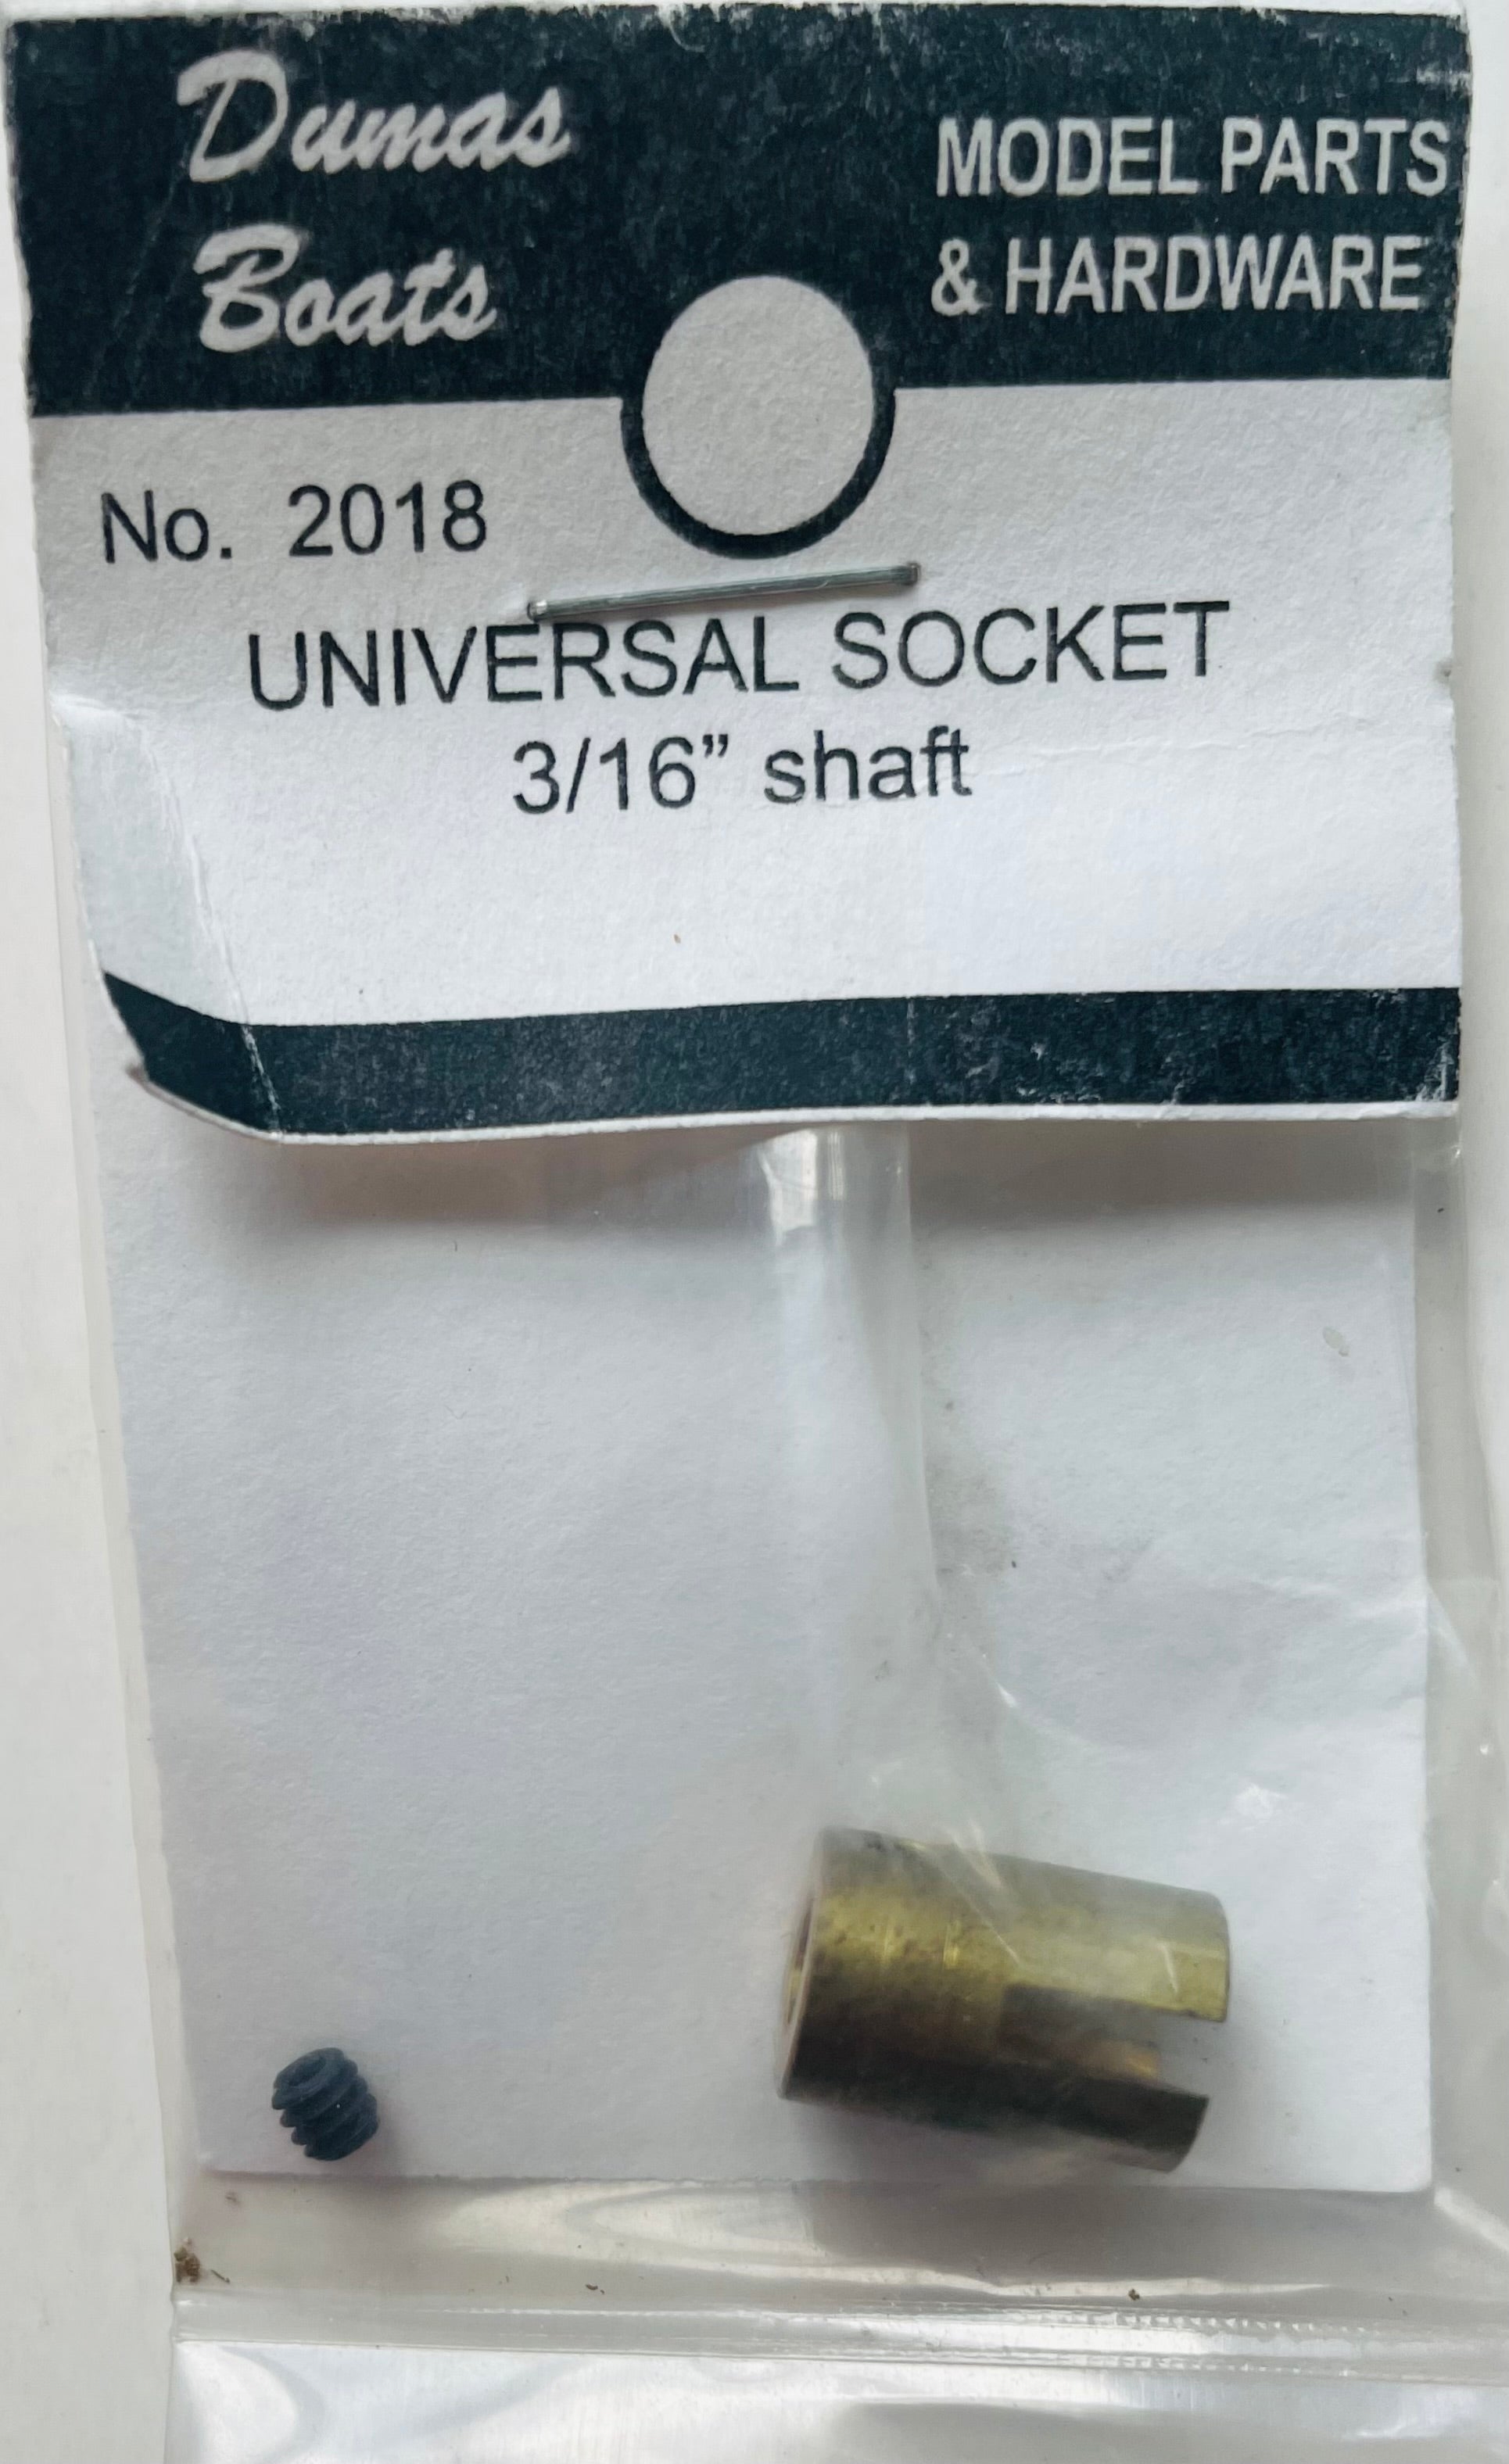 Dumas
Boats
MODEL PARTS
& HARDWARE
No. 2018
UNIVERSAL SOCKET
3/16” shaft